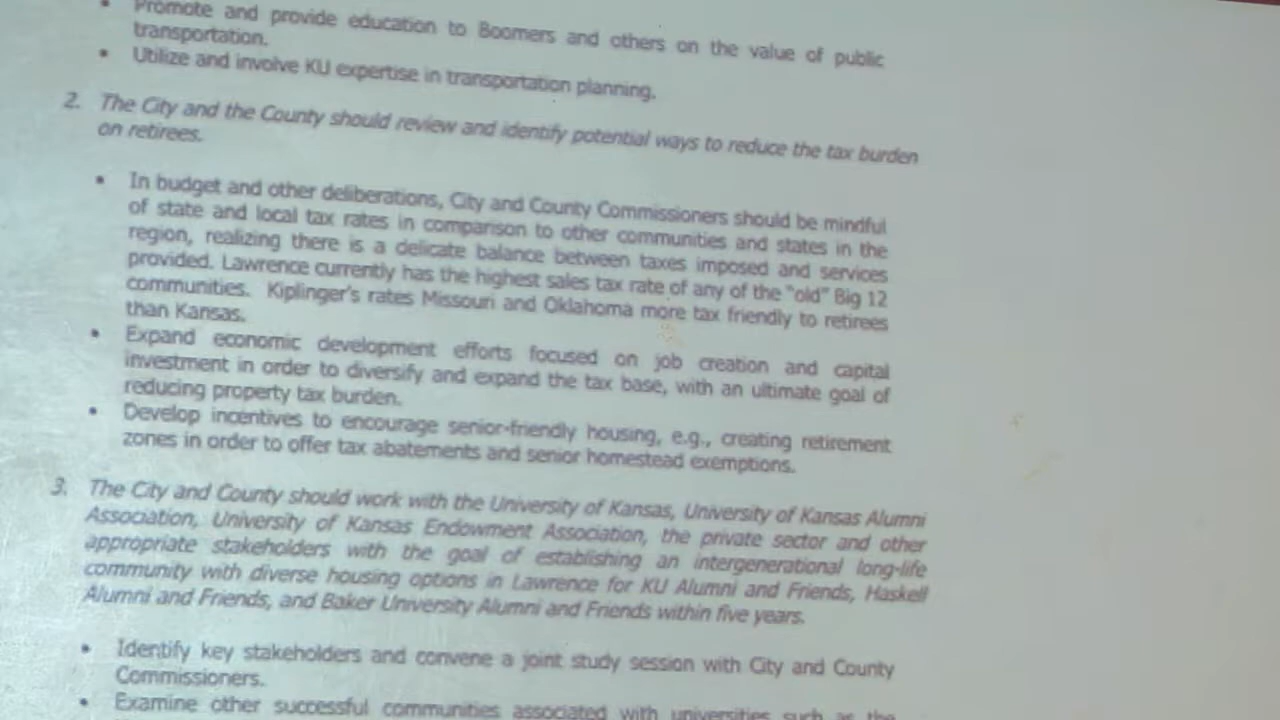 • Promote and provide education to Boomers and others on the value of public
transportation.
• Utilize and involve KU expertise in transportation planning.
2. The City and the County should review and identify potential ways to reduce the tax burden
on retirees.
• In budget and other deliberations, City and County Commissioners should be mindful
of state and local tax rates in comparison to other communities and states in the
region, realizing there is a delicate balance between taxes imposed and services
provided. Lawrence currently has the highest sales tax rate of any of the "old" Big 12
communities. Kiplinger's rates Missouri and Oklahoma more tax friendly to retirees
than Kansas.
• Expand economic development efforts focused on job creation and capital
investment in order to diversify and expand the tax base, with an ultimate goal of
reducing property tax burden.
• Develop incentives to encourage senior-friendly housing, e.g., creating retirement
zones in order to offer tax abatements and senior homestead exemptions.
3. The City and County should work with the University of Kansas, University of Kansas Alumni
Association, University of Kansas Endowment Association, the private sector and other
appropriate stakeholders with the goal of establishing an intergenerational long-life
community with diverse housing options in Lawrence for KU Alumni and Friends, Haskell
Alumni and Friends, and Baker University Alumni and Friends within five years.
• Identify key stakeholders and convene a joint study session with City and County
Commissioners.
• Examine other successful communities associated with universities such as the